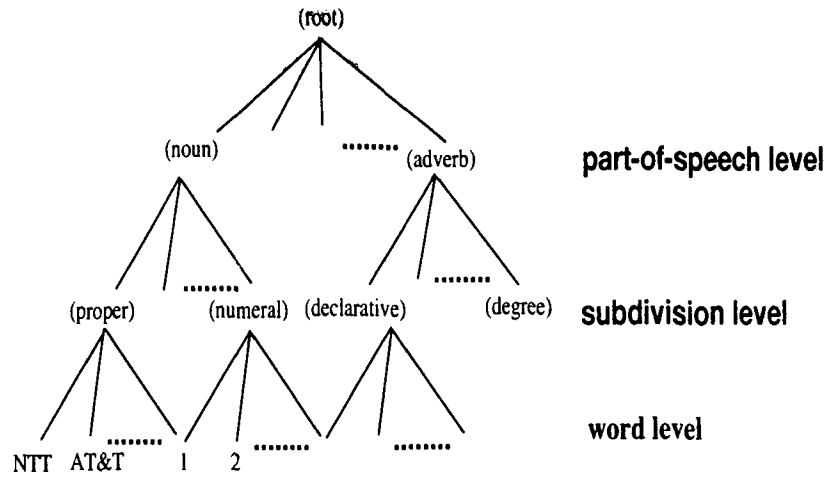 (root)
(noun) (adverb) part-of-speech level
(proper) (numeral) (declarative) (degree) subdivision level
word level
NTT AT&T 1 2